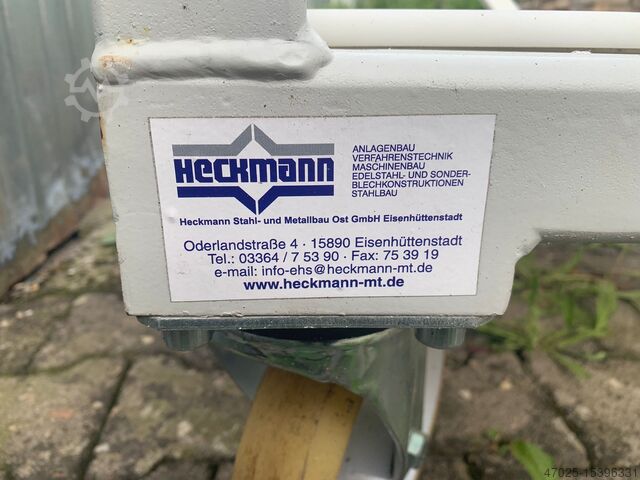 Heckmann
ANLAGENBAU
VERFAHRENSTECHNIK
MASCHINENBAU
EDELSTAHL- UND SONDER-
BLECHKONSTRUKTIONEN
STAHLBAU
Heckmann Stahl- und Metallbau Ost GmbH Eisenhüttenstadt
Oderlandstraße 4 · 15890 Eisenhüttenstadt
Tel.: 03364 / 7 53 90 · Fax: 75 39 19
e-mail: info-ehs@heckmann-mt.de
www.heckmann-mt.de
47025-15396331